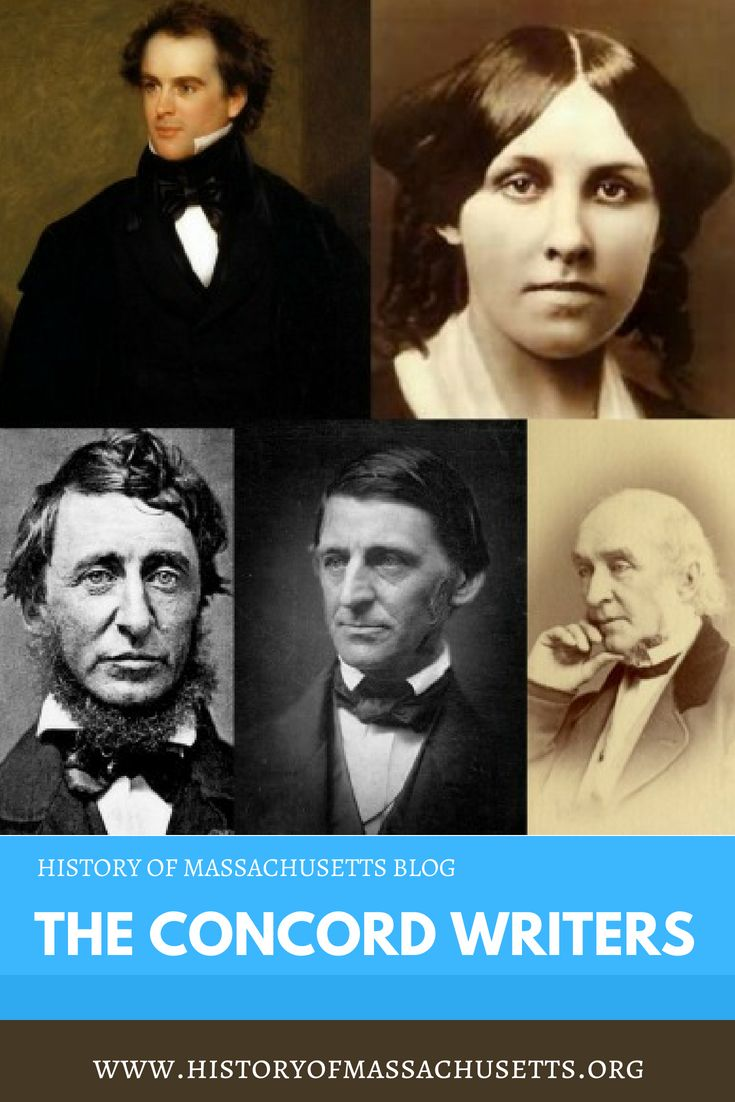 HISTORY OF MASSACHUSETTS BLOG
THE CONCORD WRITERS
WWW.HISTORYOFMASSACHUSETTS.ORG